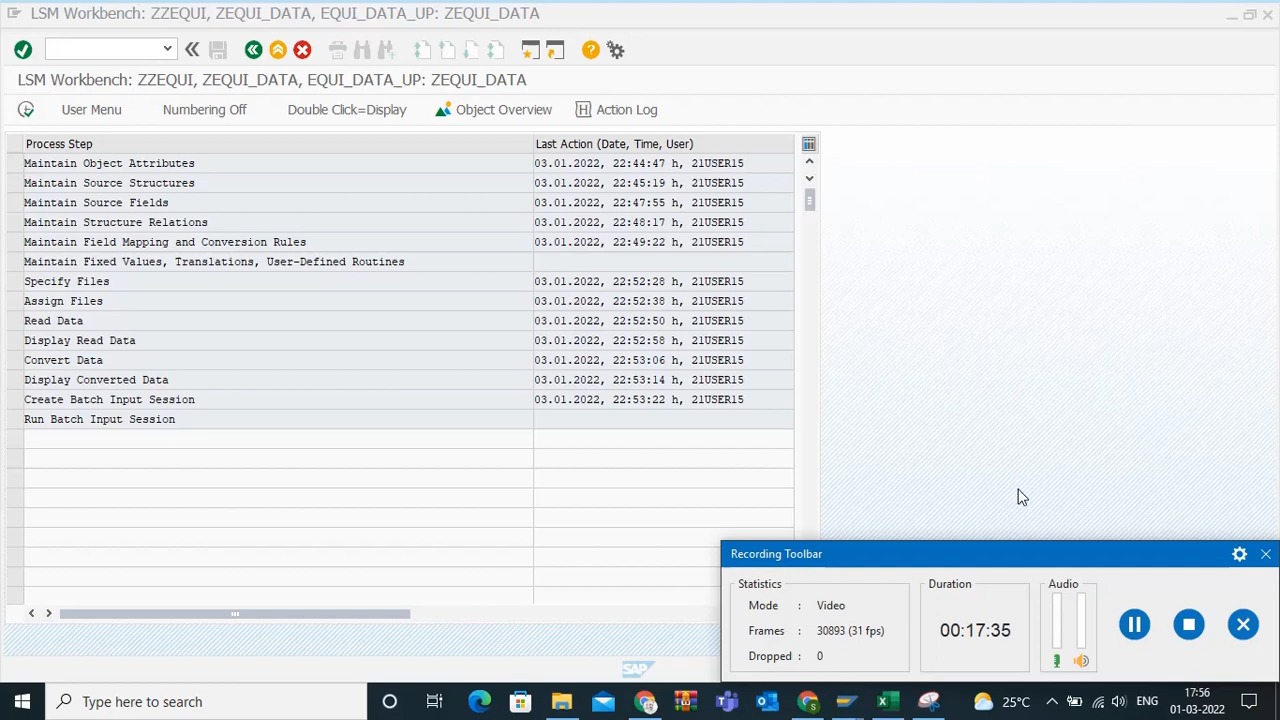 LSM Workbench: ZZEQUI, ZEQUI_DATA, EQUI_DATA_UP: ZEQUI_DATA
LSM Workbench: ZZEQUI, ZEQUI_DATA, EQUI_DATA_UP: ZEQUI_DATA
User Menu Numbering Off Double Click=Display Object Overview H Action Log
Process Step Last Action (Date, Time, User)
Maintain Object Attributes 03.01.2022, 22:44:47 h, 21USER15
Maintain Source Structures 03.01.2022, 22:45:19 h, 21USER15
Maintain Source Fields 03.01.2022, 22:47:55 h, 21USER15
Maintain Structure Relations 03.01.2022, 22:48:17 h, 21USER15
Maintain Field Mapping and Conversion Rules 03.01.2022, 22:49:22 h, 21USER15
Maintain Fixed Values, Translations, User-Defined Routines
Specify Files 03.01.2022, 22:52:28 h, 21USER15
Assign Files 03.01.2022, 22:52:38 h, 21USER15
Read Data 03.01.2022, 22:52:50 h, 21USER15
Display Read Data 03.01.2022, 22:52:58 h, 21USER15
Convert Data 03.01.2022, 22:53:06 h, 21USER15
Display Converted Data 03.01.2022, 22:53:14 h, 21USER15
Create Batch Input Session 03.01.2022, 22:53:22 h, 21USER15
Run Batch Input Session
Recording Toolbar
Statistics Duration Audio
Mode : Video
Frames : 30893 (31 fps)
00:17:35
Dropped : 0
SAP
Type here to search
25°C
ENG
17:56
01-03-2022